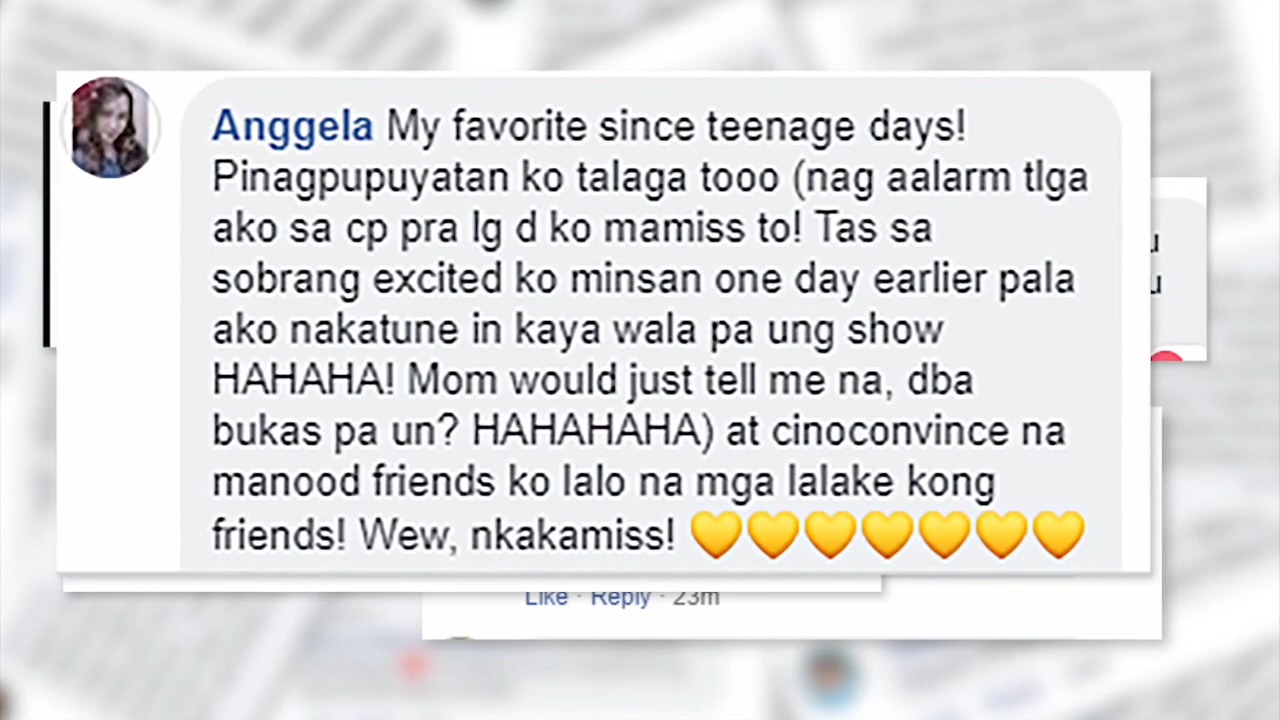 Anggela My favorite since teenage days!
Pinagpupuyatan ko talaga tooo (nag aalarm tlga
ako sa cp pra lg d ko mamiss to! Tas sa
sobrang excited ko minsan one day earlier pala
ako nakatune in kaya wala pa ung show
HAHAHA! Mom would just tell me na, dba
bukas pa un? HAHAHAHA) at cinoconvince na
manood friends ko lalo na mga lalake kong
friends! Wew, nkakamiss! 💛💛💛💛💛💛💛
u
u
Like · Reply · 23m